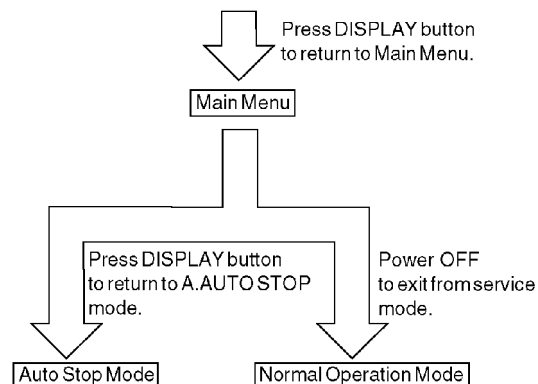 Press DISPLAY button
to return to Main Menu.
Main Menu
Press DISPLAY button
to return to A.AUTO STOP
mode.
Power OFF
to exit from service
mode.
Auto Stop Mode
Normal Operation Mode